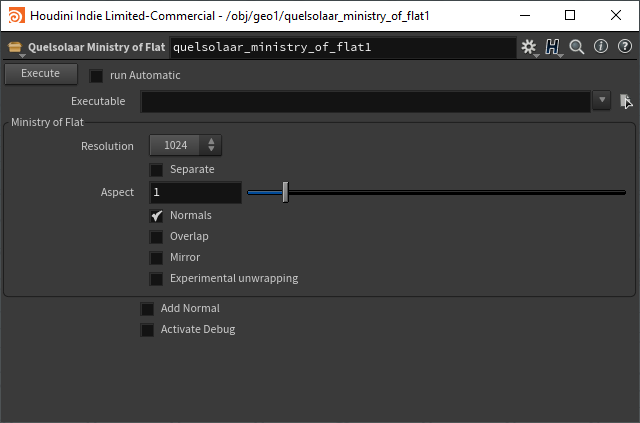 Houdini Indie Limited-Commercial - /obj/geo1/quelsolaar_ministry_of_flat1
Quelsolaar Ministry of Flat quelsolaar_ministry_of_flat1
Execute run Automatic
Executable
Ministry of Flat
Resolution 1024
Separate
Aspect 1
Normals
Overlap
Mirror
Experimental unwrapping
Add Normal
Activate Debug